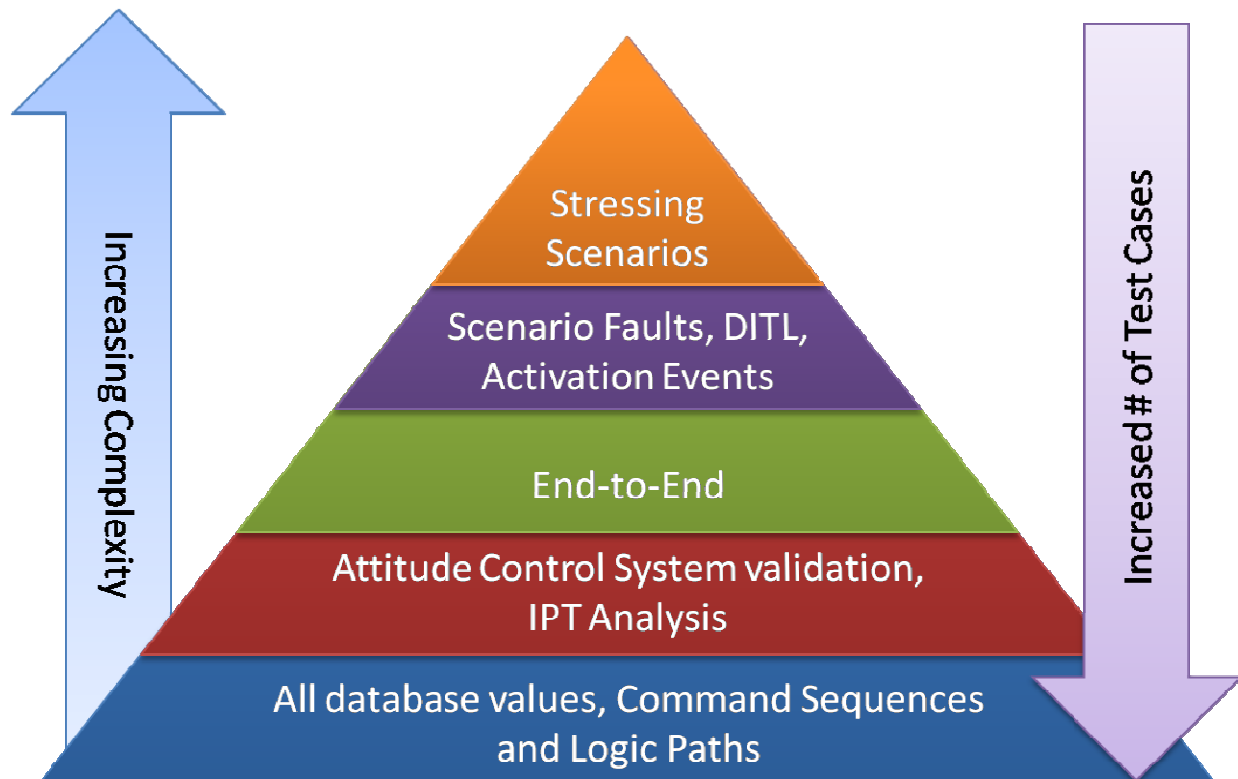 Increasing Complexity
Stressing
Scenarios
Scenario Faults, DITL,
Activation Events
End-to-End
Attitude Control System validation,
IPT Analysis
All database values, Command Sequences
and Logic Paths
Increased # of Test Cases